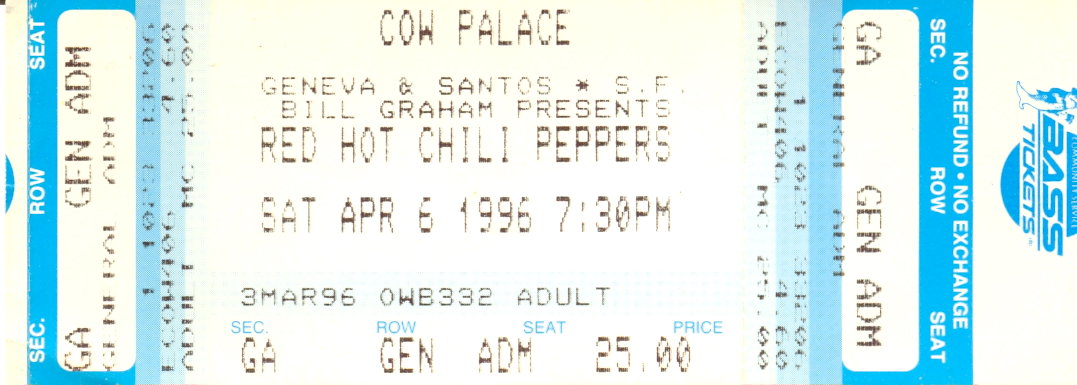 COW PALACE
GENEVA & SANTOS * S.F.
BILL GRAHAM PRESENTS
RED HOT CHILI PEPPERS
SAT APR 6 1996 7:30PM
3MAR96 OWB332 ADULT
SEC. ROW SEAT PRICE
GA GEN ADM 25.00
SEC. ROW SEAT
GA GEN ADM
SEC. ROW SEAT
GA GEN ADM
NO REFUND • NO EXCHANGE
BASS
TICKETS
COMMUNITY SERVICE